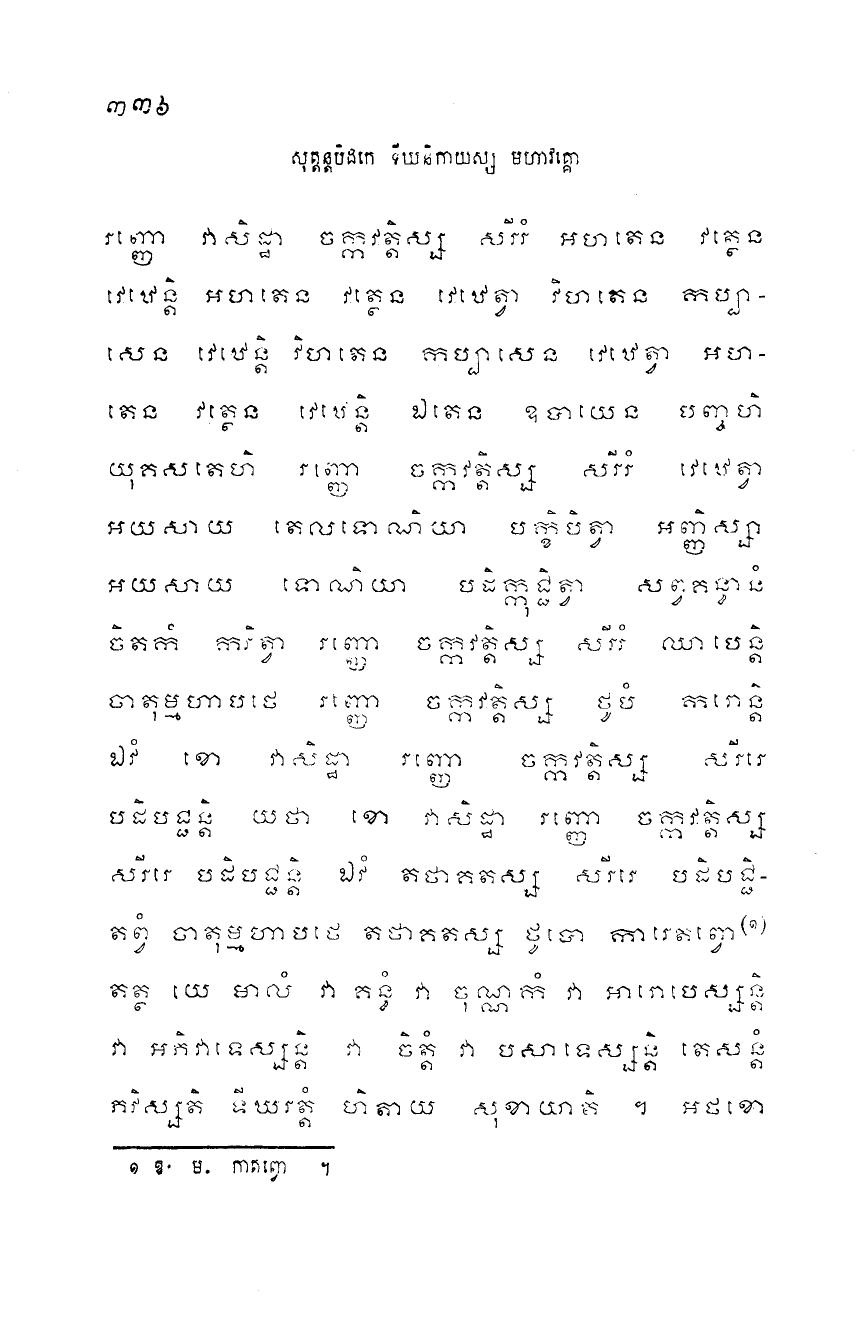 ៣៣៦
សុត្តន្តបិដកេ ទីឃនិកាយស្ស មហាវគ្គោ
រញ្ញោ វាសិដ្ឋា ចក្កវត្តិស្ស សរីរំ អហតេន វត្ថេន
វេឋេន្តិ អហតេន វត្ថេន វេឋេត្វា វិហតេន កប្បា-
សេន វេឋេន្តិ វិហតេន កប្បាសេន វេឋេត្វា អហ-
តេន វត្ថេន វេឋេន្តិ ឯតេន ឧបាយេន បញ្ចហិ
យុគសតេហិ រញ្ញោ ចក្កវត្តិស្ស សរីរំ វេឋេត្វា
អយសាយ តេលទោណិយា បក្ខិបិត្វា អញ្ញិស្សា
អយសាយ ទោណិយា បដិក្កុជ្ជិត្វា សព្វគន្ធានំ
ចិតកំ ករិត្វា រញ្ញោ ចក្កវត្តិស្ស សរីរំ ឈាបេន្តិ
ចាតុម្មហាបថេ រញ្ញោ ចក្កវត្តិស្ស ថូបំ ករោន្តិ
ឯវំ ខោ វាសិដ្ឋា រញ្ញោ ចក្កវត្តិស្ស សរីរេ
បដិបជ្ជន្តិ យថា ខោ វាសិដ្ឋា រញ្ញោ ចក្កវត្តិស្ស
សរីរេ បដិបជ្ជន្តិ ឯវំ តថាគតស្ស សរីរេ បដិបជ្ជិ-
តព្វំ ចាតុម្មហាបថេ តថាគតស្ស ថូបោ ការេតព្វោ(១)
តត្ថ យេ មាលំ វា គន្ធំ វា ចុណ្ណកំ វា អារោបេស្សន្តិ
វា អភិវាទេស្សន្តិ វា ចិត្តំ វា បសាទេស្សន្តិ តេសន្តំ
ភវិស្សតិ ទីឃរត្តំ ហិតាយ សុខាយាតិ ។ អថខោ
១ ឱ. ម. កាតព្វោ ។